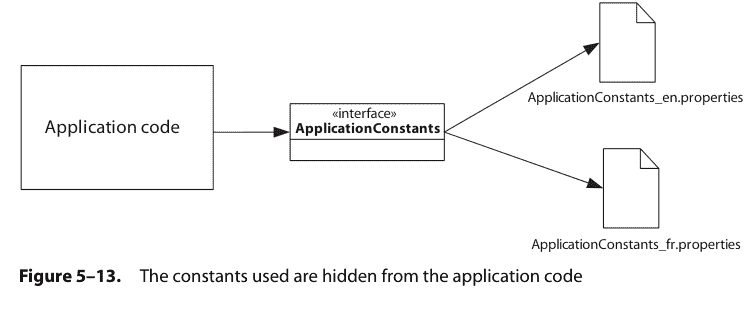 ApplicationConstants_en.properties
Application code
«interface»
ApplicationConstants
ApplicationConstants_fr.properties
Figure 5–13. The constants used are hidden from the application code